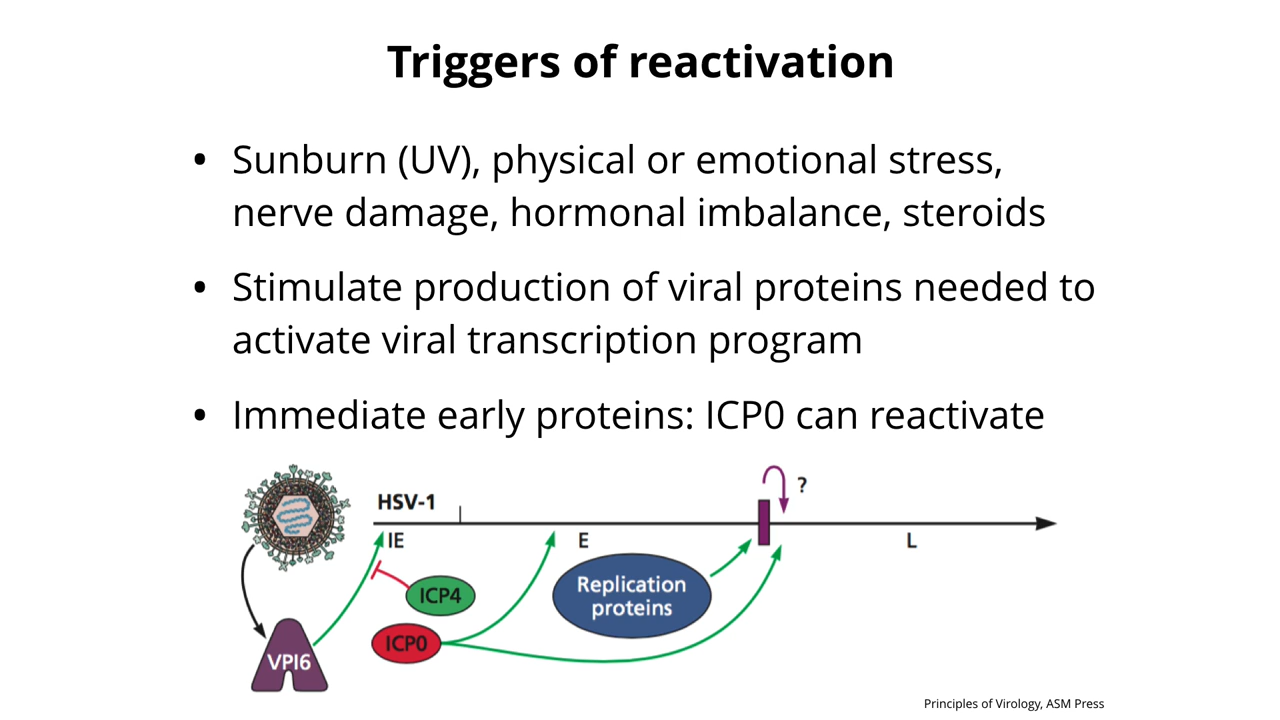 Triggers of reactivation
• Sunburn (UV), physical or emotional stress,
nerve damage, hormonal imbalance, steroids
• Stimulate production of viral proteins needed to
activate viral transcription program
• Immediate early proteins: ICP0 can reactivate
HSV-1
?
IE
E
L
ICP4
Replication
proteins
ICP0
VPI6
Principles of Virology, ASM Press